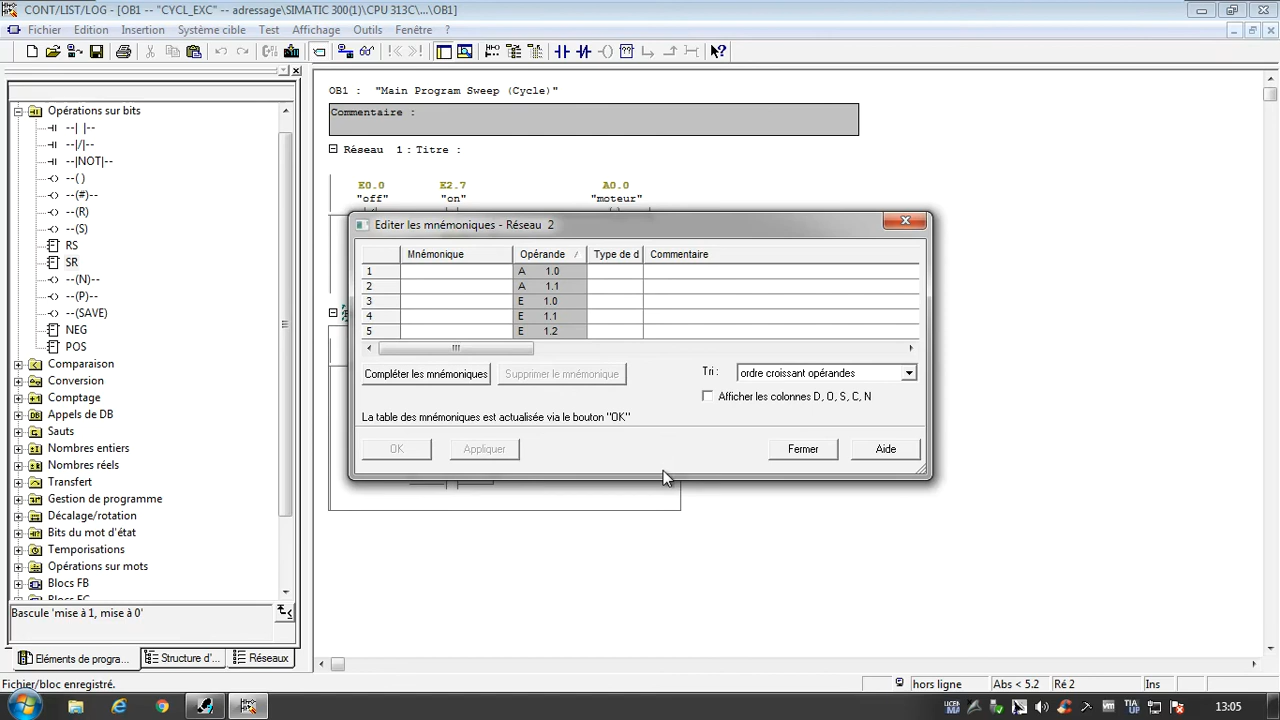 CONT/LIST/LOG - [OB1 -- "CYCL_EXC" -- adressage\SIMATIC 300(1)\CPU 313C\...\OB1]
Fichier Edition Insertion Système cible Test Affichage Outils Fenêtre ?
OB1 : "Main Program Sweep (Cycle)"
Commentaire :
Réseau 1 : Titre :
E0.0 E2.7 A0.0
"off" "on" "moteur"
Opérations sur bits
--| |--
--|/|--
--|NOT|--
--( )
--(#)--
--(R)
--(S)
RS
SR
--(N)--
--(P)--
--(SAVE)
NEG
POS
Comparaison
Conversion
Comptage
Appels de DB
Sauts
Nombres entiers
Nombres réels
Transfert
Gestion de programme
Décalage/rotation
Bits du mot d'état
Temporisations
Opérations sur mots
Blocs FB
Bascule 'mise à 1, mise à 0'
Eléments de progra... Structure d'... Réseaux
Editer les mnémoniques - Réseau 2
Mnémonique Opérande Type de d Commentaire
1 A 1.0
2 A 1.1
3 E 1.0
4 E 1.1
5 E 1.2
Compléter les mnémoniques Supprimer le mnémonique Tri : ordre croissant opérandes
Afficher les colonnes D, O, S, C, N
La table des mnémoniques est actualisée via le bouton "OK"
OK Appliquer Fermer Aide
Fichier/bloc enregistré. hors ligne Abs < 5.2 Ré 2 Ins
13:05